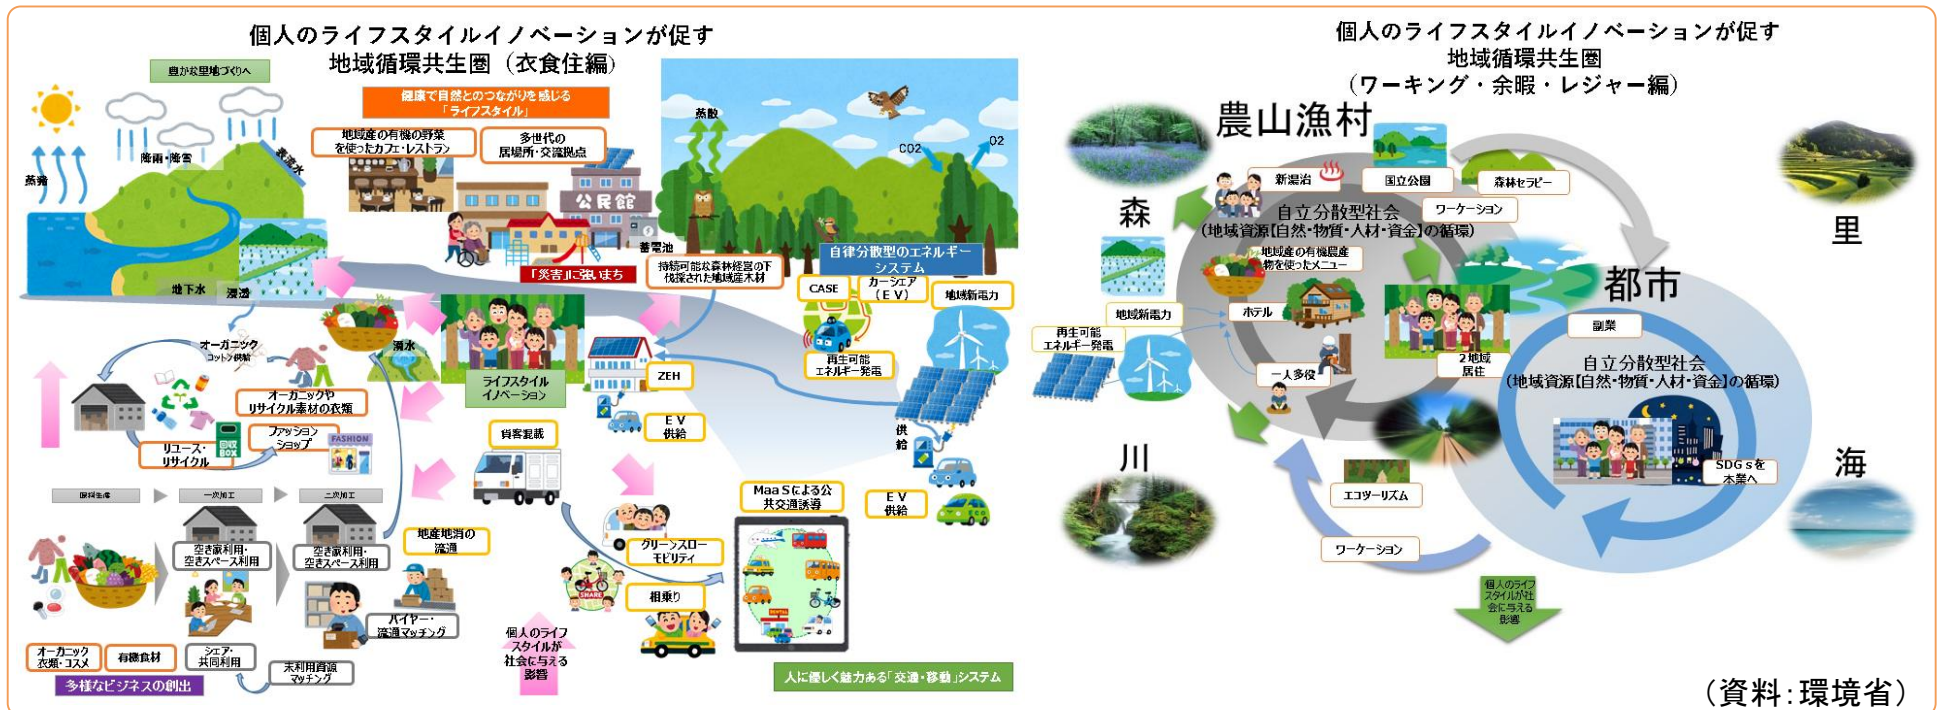 個人のライフスタイルイノベーションが促す
地域循環共生圏（衣食住編）
豊かな里地づくりへ
健康で自然とのつながりを感じる
「ライフスタイル」
地域産の有機の野菜
を使ったカフェ・レストラン
多世代の
居場所・交流拠点
蒸散
CO2
O2
降雨・降雪
表流水
蒸発
公民館
蓄電池
「災害」に強いまち
持続可能な森林経営の下
伐採された地域産木材
自律分散型のエネルギー
システム
CASE
カーシェア
（ＥＶ）
地域新電力
地下水
浸透
オーガニック
コットン供給
湧水
再生可能
エネルギー発電
ZEH
ライフスタイル
イノベーション
オーガニックや
リサイクル素材の衣類
ファッション
ショップ
FASHION
リユース・
リサイクル
回収
BOX
貨客混載
ＥＶ
供給
供給
ＥＶ
供給
原料生産
一次加工
二次加工
空き家利用・
空きスペース利用
空き家利用・
空きスペース利用
地産地消の
流通
MaaSによる公
共交通誘導
グリーンスロー
モビリティ
SHARE
相乗り
バイヤー・
流通マッチング
オーガニック
衣類・コスメ
有機食材
シェア・
共同利用
未利用資源
マッチング
多様なビジネスの創出
個人のライフ
スタイルが
社会に与える
影響
人に優しく魅力ある「交通・移動」システム
個人のライフスタイルイノベーションが促す
地域循環共生圏
（ワーキング・余暇・レジャー編）
農山漁村
新湯治
国立公園
森林セラピー
ワーケーション
森
里
自立分散型社会
（地域資源【自然・物質・人材・資金】の循環）
地域産の有機農産
物を使ったメニュー
都市
地域新電力
ホテル
再生可能
エネルギー発電
一人多役
２地域
居住
副業
自立分散型社会
（地域資源【自然・物質・人材・資金】の循環）
SDGｓを
本業へ
川
海
エコツーリズム
ワーケーション
個人のライフ
スタイルが社
会に与える
影響
（資料：環境省）